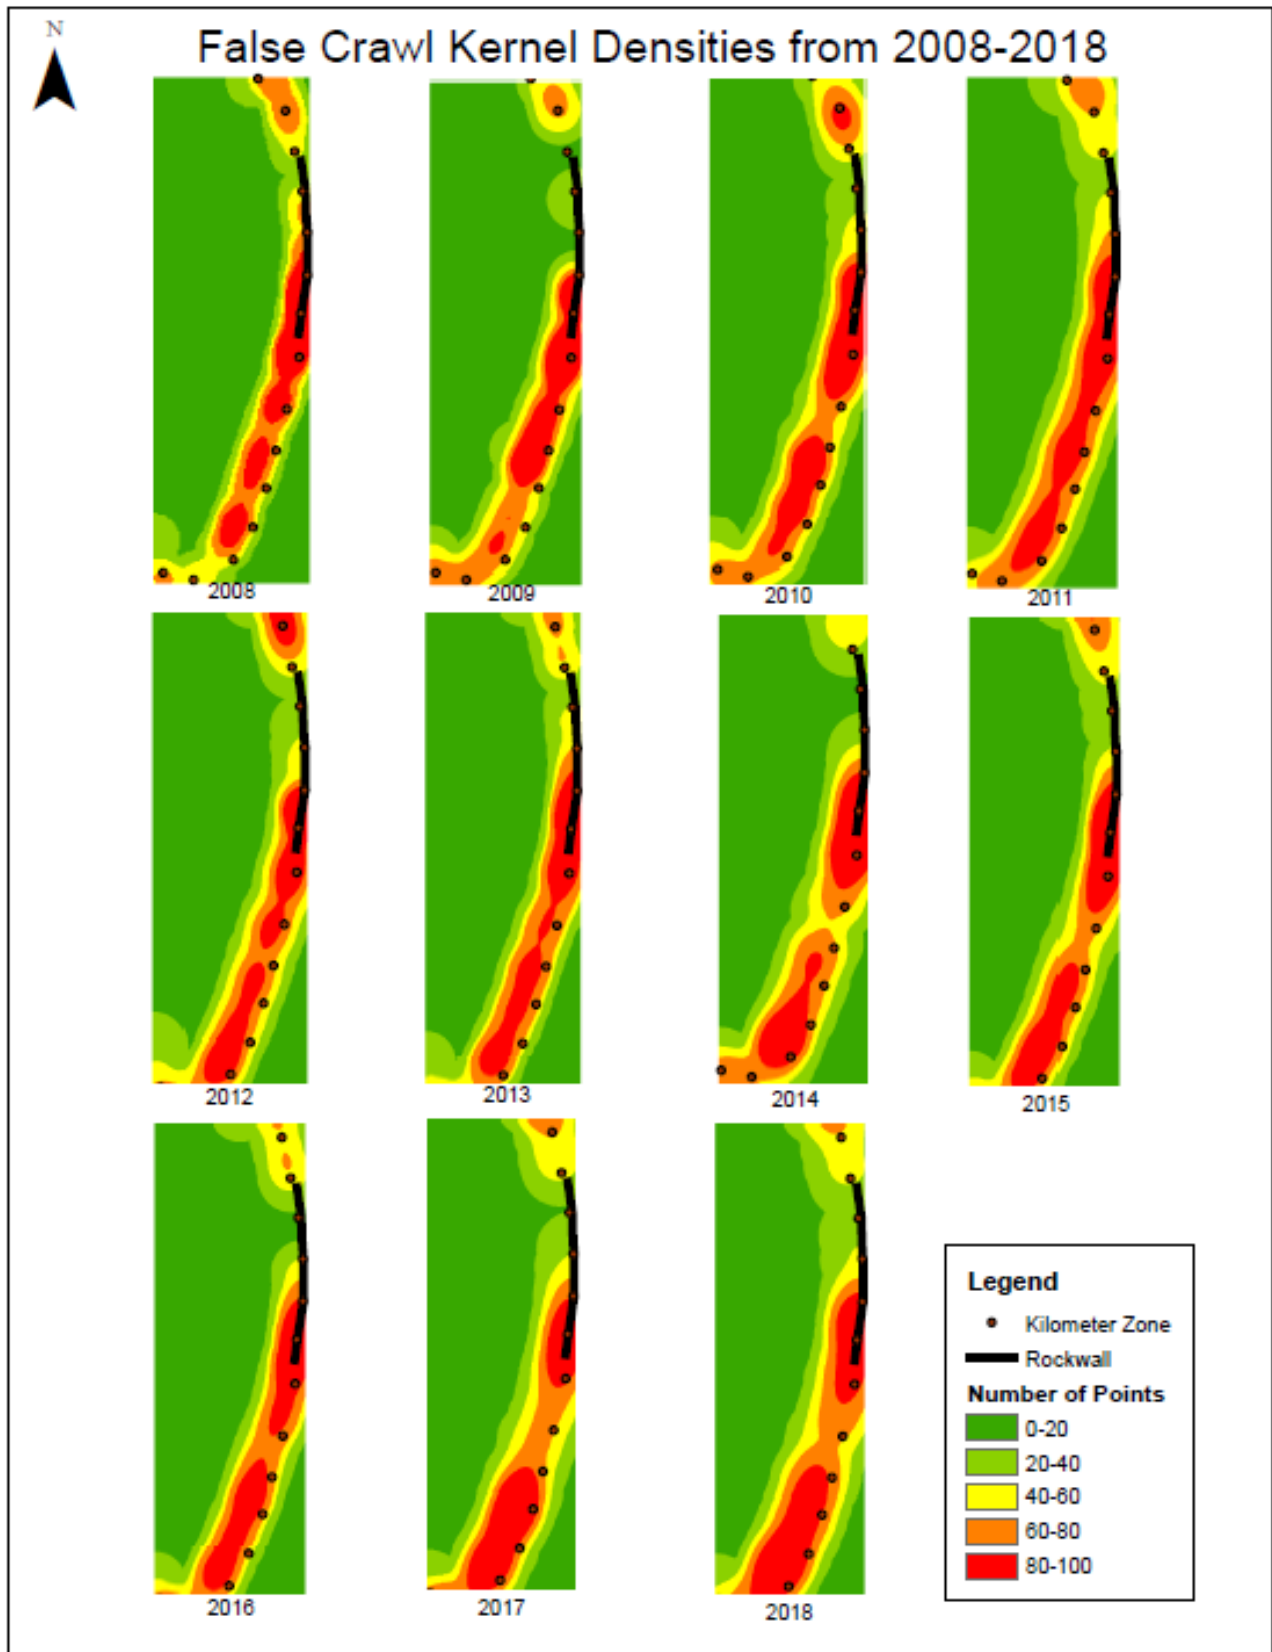 N
False Crawl Kernel Densities from 2008-2018
2008
2009
2010
2011
2012
2013
2014
2015
2016
2017
2018
Legend
Kilometer Zone
Rockwall
Number of Points
0-20
20-40
40-60
60-80
80-100